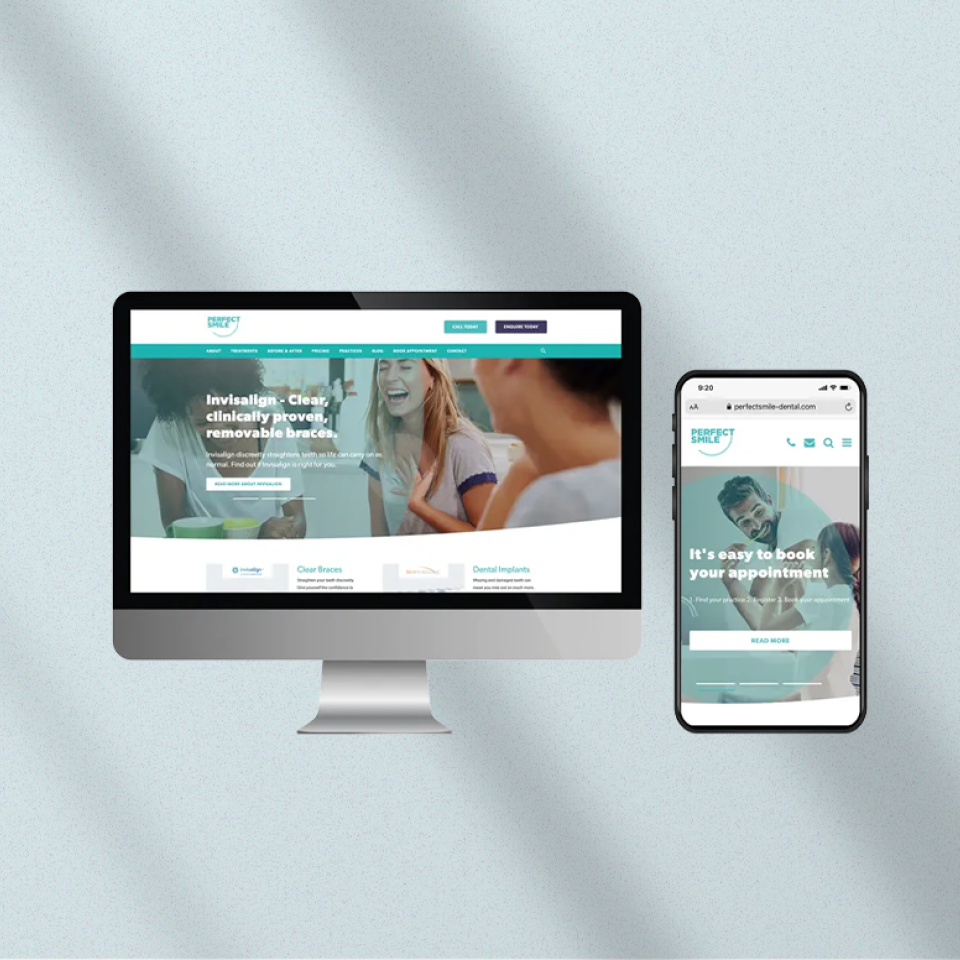 PERFECT
SMILE
CALL TODAY
ENQUIRE TODAY
ABOUT TREATMENTS BEFORE & AFTER PRICING PRACTICES BLOG BOOK APPOINTMENT CONTACT
Invisalign - Clear,
clinically proven,
removable braces.
Invisalign discreetly straightens teeth so life can carry on as
normal. Find out if Invisalign is right for you.
READ MORE ABOUT INVISALIGN
invisalign
Clear Braces
Straighten your teeth discreetly.
Give yourself the confidence to
Dental Implants
Missing and damaged teeth can
mean you miss out on much more.
9:20
AA
perfectsmile-dental.com
PERFECT
SMILE
It's easy to book
your appointment
1. Find your practice 2. Register 3. Book your appointment
READ MORE